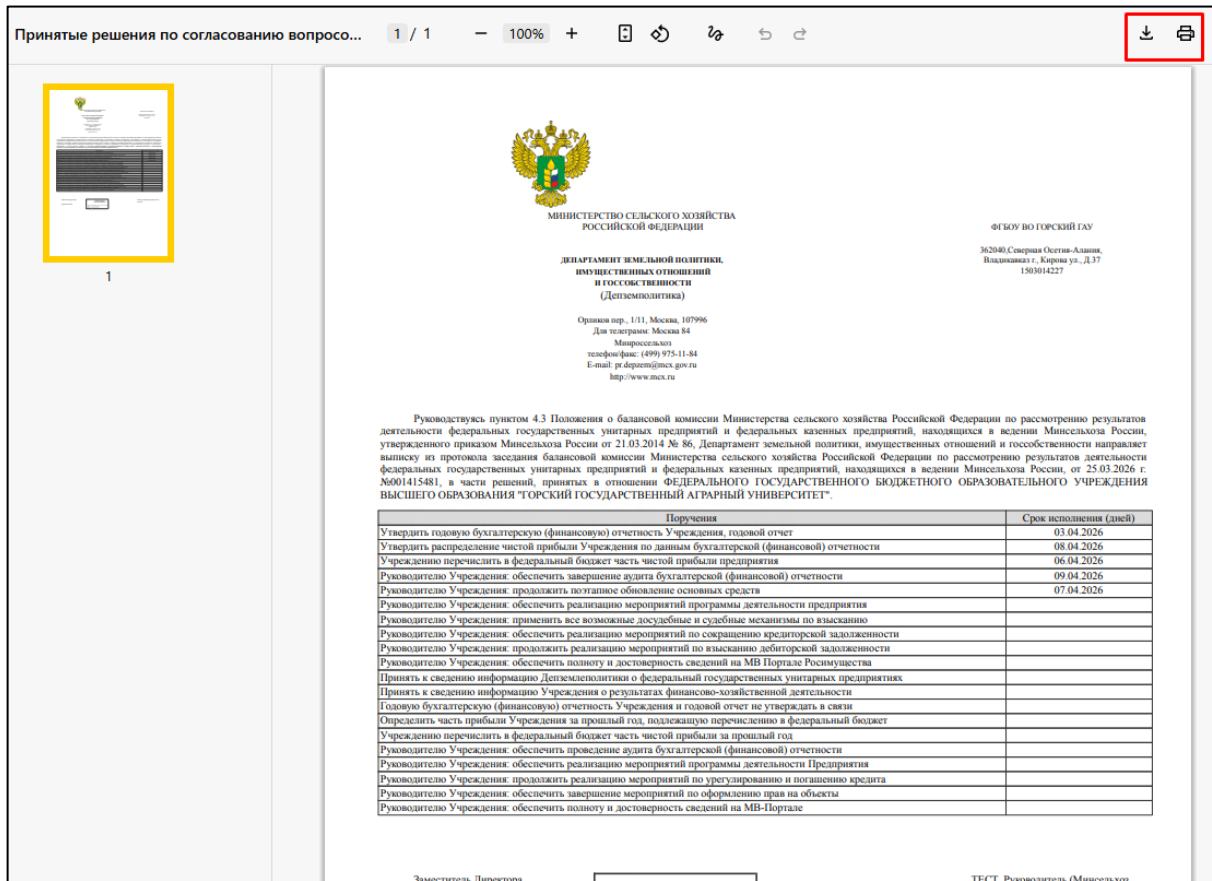 Принятые решения по согласованию вопросо...
1 / 1
100%
1
МИНИСТЕРСТВО СЕЛЬСКОГО ХОЗЯЙСТВА
РОССИЙСКОЙ ФЕДЕРАЦИИ
ДЕПАРТАМЕНТ ЗЕМЕЛЬНОЙ ПОЛИТИКИ,
ИМУЩЕСТВЕННЫХ ОТНОШЕНИЙ
И ГОССОБСТВЕННОСТИ
(Депземполитика)
Орликов пер., 1/11, Москва, 107996
Для телеграмм: Москва 84
Минроссельхоз
телефон/факс: (499) 975-11-84
E-mail: pr.depzem@mcx.gov.ru
http://www.mcx.ru
ФГБОУ ВО ГОРСКИЙ ГАУ
362040,Северная Осетия-Алания,
Владикавказ г., Кирова ул., Д.37
1503014227
Руководствуясь пунктом 4.3 Положения о балансовой комиссии Министерства сельского хозяйства Российской Федерации по рассмотрению результатов
деятельности федеральных государственных унитарных предприятий и федеральных казенных предприятий, находящихся в ведении Минсельхоза России,
утвержденного приказом Минсельхоза России от 21.03.2014 № 86, Департамент земельной политики, имущественных отношений и госсобственности направляет
выписку из протокола заседания балансовой комиссии Министерства сельского хозяйства Российской Федерации по рассмотрению результатов деятельности
федеральных государственных унитарных предприятий и федеральных казенных предприятий, находящихся в ведении Минсельхоза России, от 25.03.2026 г.
№001415481, в части решений, принятых в отношении ФЕДЕРАЛЬНОГО ГОСУДАРСТВЕННОГО БЮДЖЕТНОГО ОБРАЗОВАТЕЛЬНОГО УЧРЕЖДЕНИЯ
ВЫСШЕГО ОБРАЗОВАНИЯ "ГОРСКИЙ ГОСУДАРСТВЕННЫЙ АГРАРНЫЙ УНИВЕРСИТЕТ".
Поручения Срок исполнения (дней)
Утвердить годовую бухгалтерскую (финансовую) отчетность Учреждения, годовой отчет 03.04.2026
Утвердить распределение чистой прибыли Учреждения по данным бухгалтерской (финансовой) отчетности 08.04.2026
Учреждению перечислить в федеральный бюджет часть чистой прибыли предприятия 06.04.2026
Руководителю Учреждения: обеспечить завершение аудита бухгалтерской (финансовой) отчетности 09.04.2026
Руководителю Учреждения: продолжить поэтапное обновление основных средств 07.04.2026
Руководителю Учреждения: обеспечить реализацию мероприятий программы деятельности предприятия
Руководителю Учреждения: применить все возможные досудебные и судебные механизмы по взысканию
Руководителю Учреждения: обеспечить реализацию мероприятий по сокращению кредиторской задолженности
Руководителю Учреждения: продолжить реализацию мероприятий по взысканию дебиторской задолженности
Руководителю Учреждения: обеспечить полноту и достоверность сведений на МВ Портале Росимущества
Принять к сведению информацию Депземлеполитики о федеральный государственных унитарных предприятиях
Принять к сведению информацию Учреждения о результатах финансово-хозяйственной деятельности
Годовую бухгалтерскую (финансовую) отчетность Учреждения и годовой отчет не утверждать в связи
Определить часть прибыли Учреждения за прошлый год, подлежащую перечислению в федеральный бюджет
Учреждению перечислить в федеральный бюджет часть чистой прибыли за прошлый год
Руководителю Учреждения: обеспечить проведение аудита бухгалтерской (финансовой) отчетности
Руководителю Учреждения: обеспечить реализацию мероприятий программы деятельности Предприятия
Руководителю Учреждения: продолжить реализацию мероприятий по урегулированию и погашению кредита
Руководителю Учреждения: обеспечить завершение мероприятий по оформлению прав на объекты
Руководителю Учреждения: обеспечить полноту и достоверность сведений на МВ-Портале
Заместитель Директора ТЕСТ Руководитель (Минсельхоз